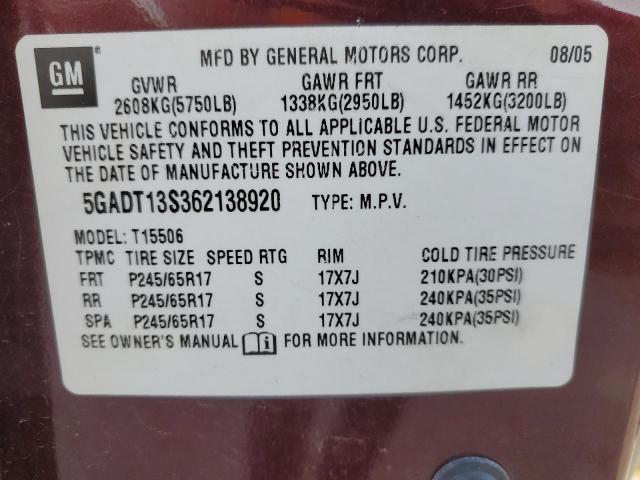 GM
MFD BY GENERAL MOTORS CORP. 08/05
GVWR GAWR FRT GAWR RR
2608KG(5750LB) 1338KG(2950LB) 1452KG(3200LB)
THIS VEHICLE CONFORMS TO ALL APPLICABLE U.S. FEDERAL MOTOR
VEHICLE SAFETY AND THEFT PREVENTION STANDARDS IN EFFECT ON
THE DATE OF MANUFACTURE SHOWN ABOVE.
5GADT13S362138920 TYPE: M.P.V.
MODEL: T15506
TPMC TIRE SIZE SPEED RTG RIM COLD TIRE PRESSURE
FRT P245/65R17 S 17X7J 210KPA(30PSI)
RR P245/65R17 S 17X7J 240KPA(35PSI)
SPA P245/65R17 S 17X7J 240KPA(35PSI)
SEE OWNER'S MANUAL i FOR MORE INFORMATION.